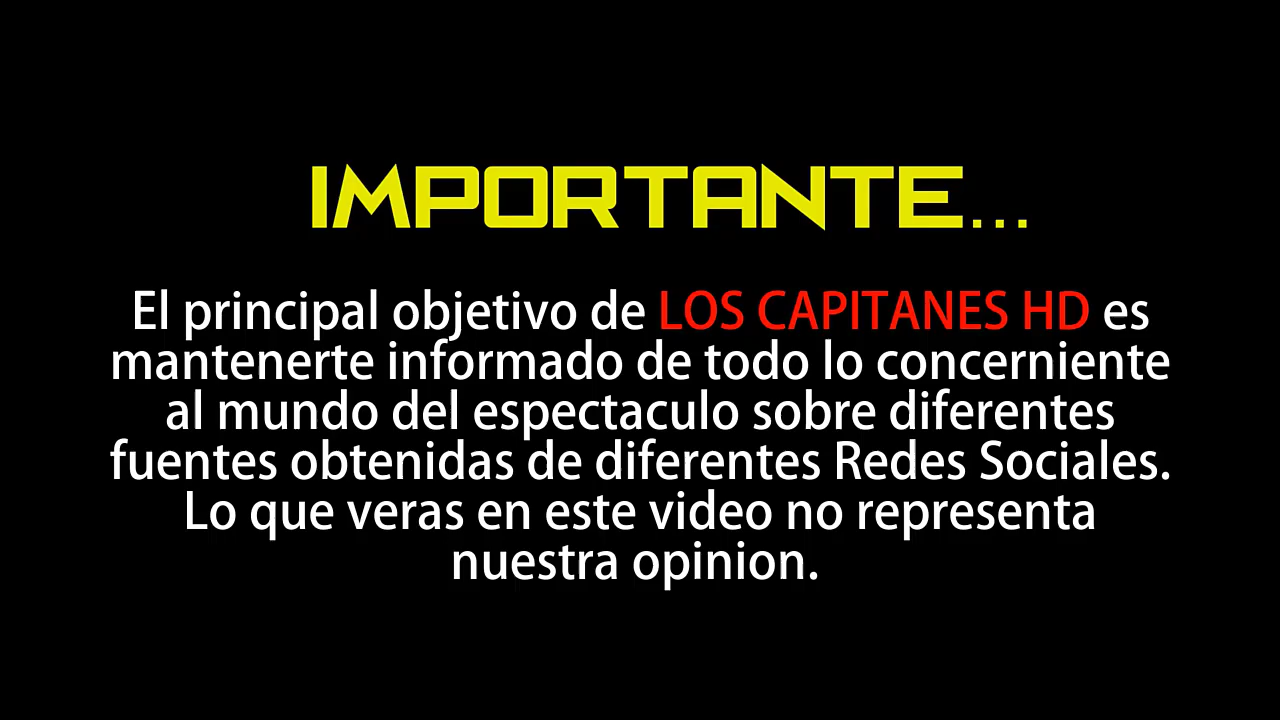 IMPORTANTE...
El principal objetivo de LOS CAPITANES HD es
mantenerte informado de todo lo concerniente
al mundo del espectaculo sobre diferentes
fuentes obtenidas de diferentes Redes Sociales.
Lo que veras en este video no representa
nuestra opinion.